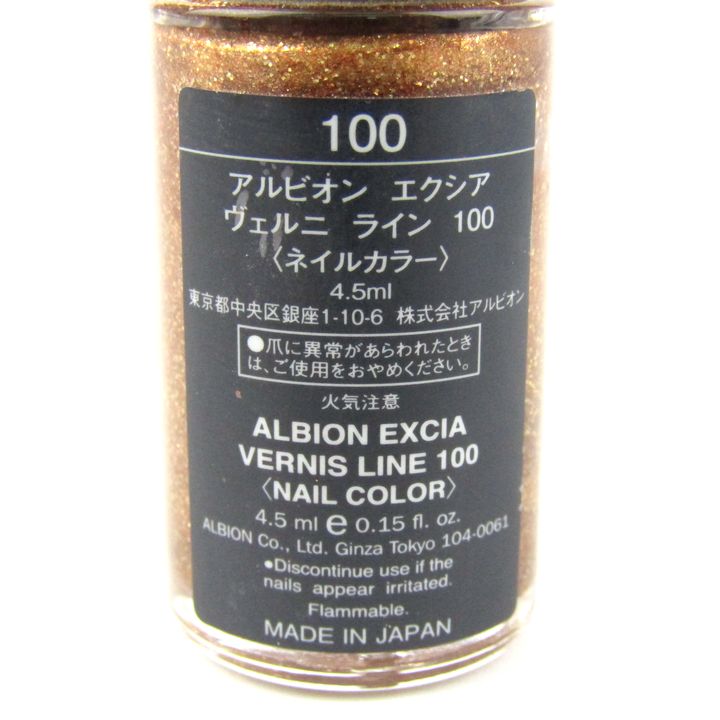 100
アルビオン エクシア
ヴェルニ ライン 100
〈ネイルカラー〉
4.5ml
東京都中央区銀座1-10-6 株式会社アルビオン
●爪に異常があらわれたとき
は、ご使用をおやめください。
火気注意
ALBION EXCIA
VERNIS LINE 100
〈NAIL COLOR〉
4.5 ml ℮ 0.15 fl. oz.
ALBION Co., Ltd. Ginza Tokyo 104-0061
●Discontinue use if the
nails appear irritated.
Flammable.
MADE IN JAPAN